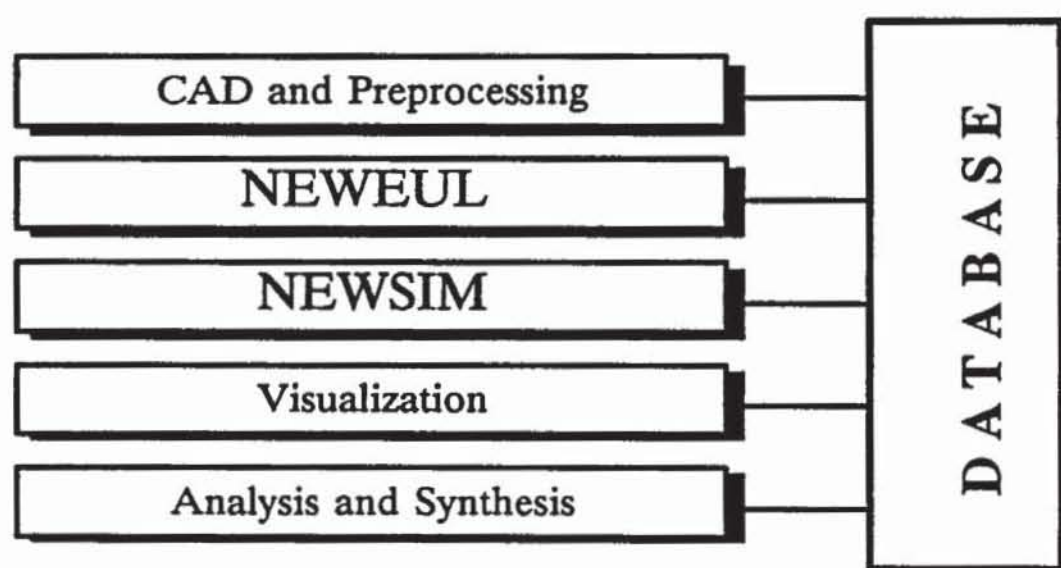 CAD and Preprocessing
NEWEUL
NEWSIM
Visualization
Analysis and Synthesis
DATABASE